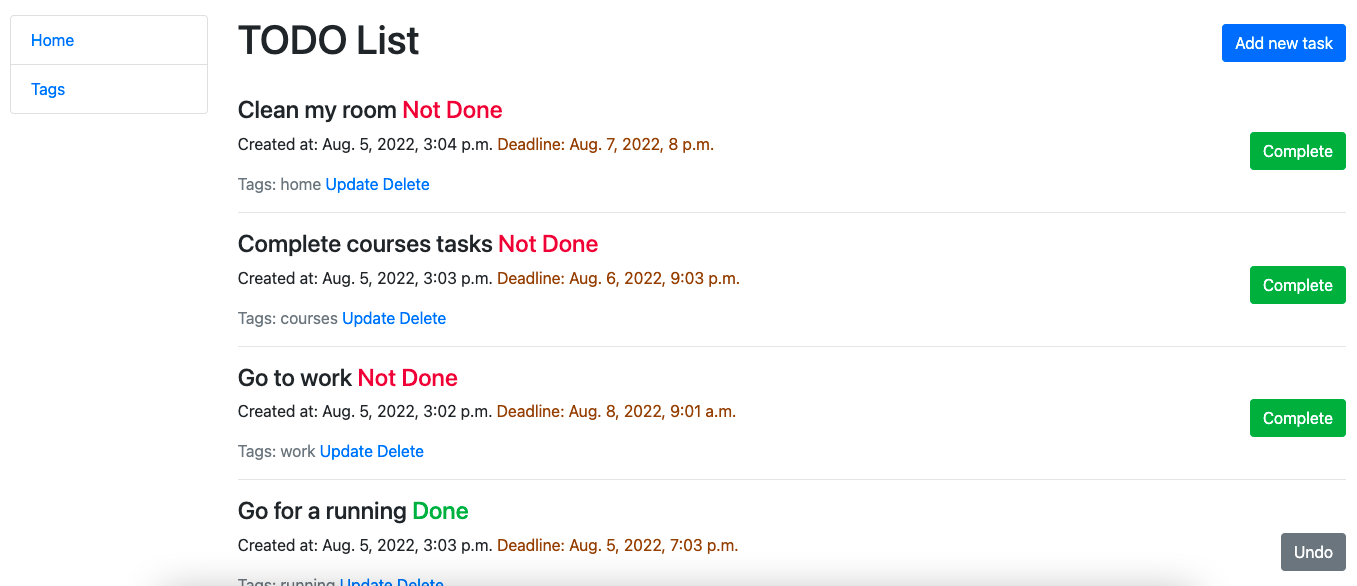 Home
Tags
TODO List
Add new task
Clean my room Not Done
Created at: Aug. 5, 2022, 3:04 p.m. Deadline: Aug. 7, 2022, 8 p.m.
Complete
Tags: home Update Delete
Complete courses tasks Not Done
Created at: Aug. 5, 2022, 3:03 p.m. Deadline: Aug. 6, 2022, 9:03 p.m.
Complete
Tags: courses Update Delete
Go to work Not Done
Created at: Aug. 5, 2022, 3:02 p.m. Deadline: Aug. 8, 2022, 9:01 a.m.
Complete
Tags: work Update Delete
Go for a running Done
Created at: Aug. 5, 2022, 3:03 p.m. Deadline: Aug. 5, 2022, 7:03 p.m.
Undo
Tags: running Update Delete